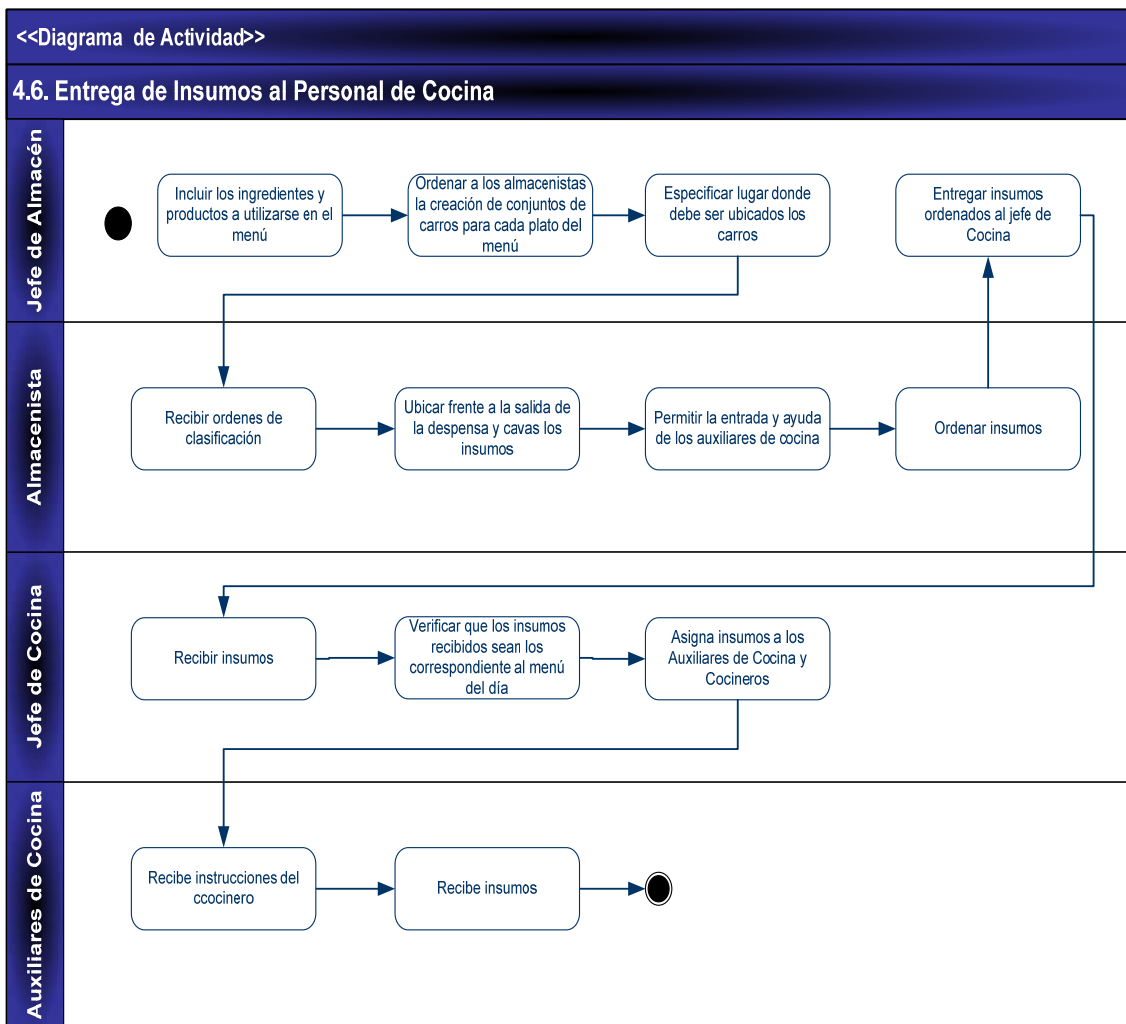 <<Diagrama de Actividad>>
4.6. Entrega de Insumos al Personal de Cocina
Jefe de Almacén
Incluir los ingredientes y
productos a utilizarse en el
menú
Ordenar a los almacenistas
la creación de conjuntos de
carros para cada plato del
menú
Especificar lugar donde
debe ser ubicados los
carros
Entregar insumos
ordenados al jefe de
Cocina
Almacenista
Recibir ordenes de
clasificación
Ubicar frente a la salida de
la despensa y cavas los
insumos
Permitir la entrada y ayuda
de los auxiliares de cocina
Ordenar insumos
Jefe de Cocina
Recibir insumos
Verificar que los insumos
recibidos sean los
correspondiente al menú
del día
Asigna insumos a los
Auxiliares de Cocina y
Cocineros
Auxiliares de Cocina
Recibe instrucciones del
ccocinero
Recibe insumos